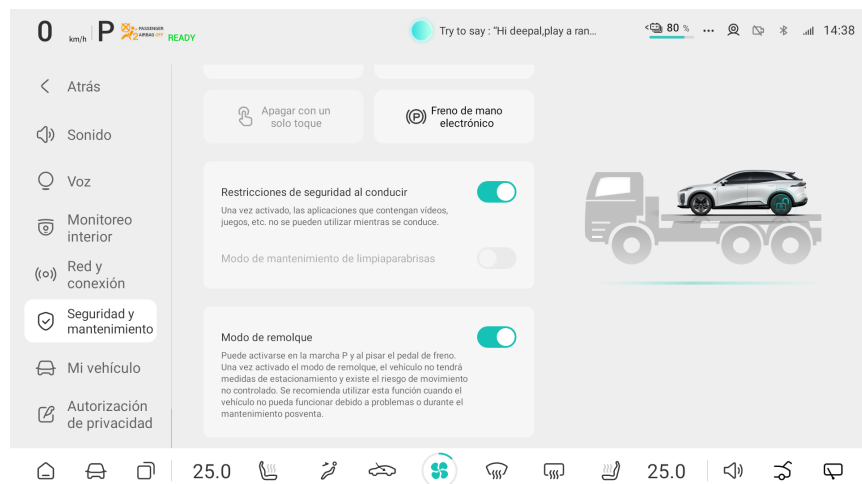 0 km/h P PASSENGER
AIRBAG OFF
READY
Try to say : “Hi deepal,play a ran...
80 %
14:38
Atrás
Sonido
Voz
Monitoreo
interior
Red y
conexión
Seguridad y
mantenimiento
Mi vehículo
Autorización
de privacidad
Apagar con un
solo toque
Freno de mano
electrónico
Restricciones de seguridad al conducir
Una vez activado, las aplicaciones que contengan vídeos,
juegos, etc. no se pueden utilizar mientras se conduce.
Modo de mantenimiento de limpiaparabrisas
Modo de remolque
Puede activarse en la marcha P y al pisar el pedal de freno.
Una vez activado el modo de remolque, el vehículo no tendrá
medidas de estacionamiento y existe el riesgo de movimiento
no controlado. Se recomienda utilizar esta función cuando el
vehículo no pueda funcionar debido a problemas o durante el
mantenimiento posventa.
25.0
25.0